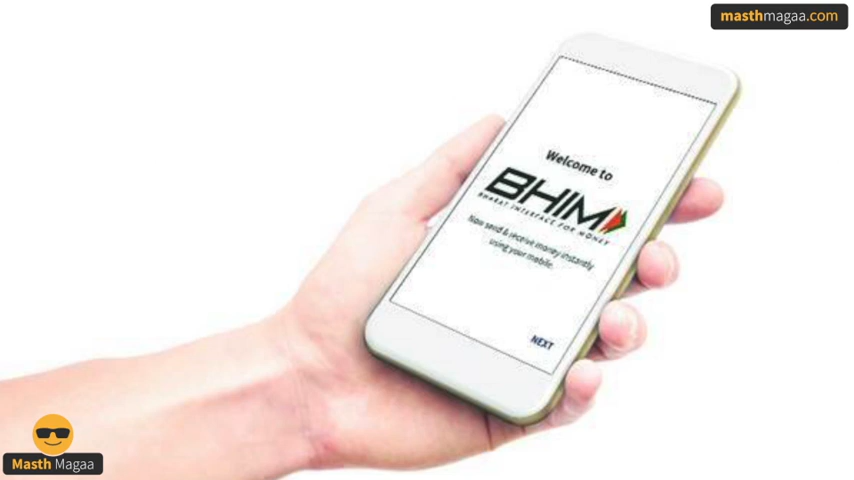 masthmagaa.com
Welcome to
BHIM
BHARAT INTERFACE FOR MONEY
Now send & receive money instantly
using your mobile.
NEXT
Masth Magaa